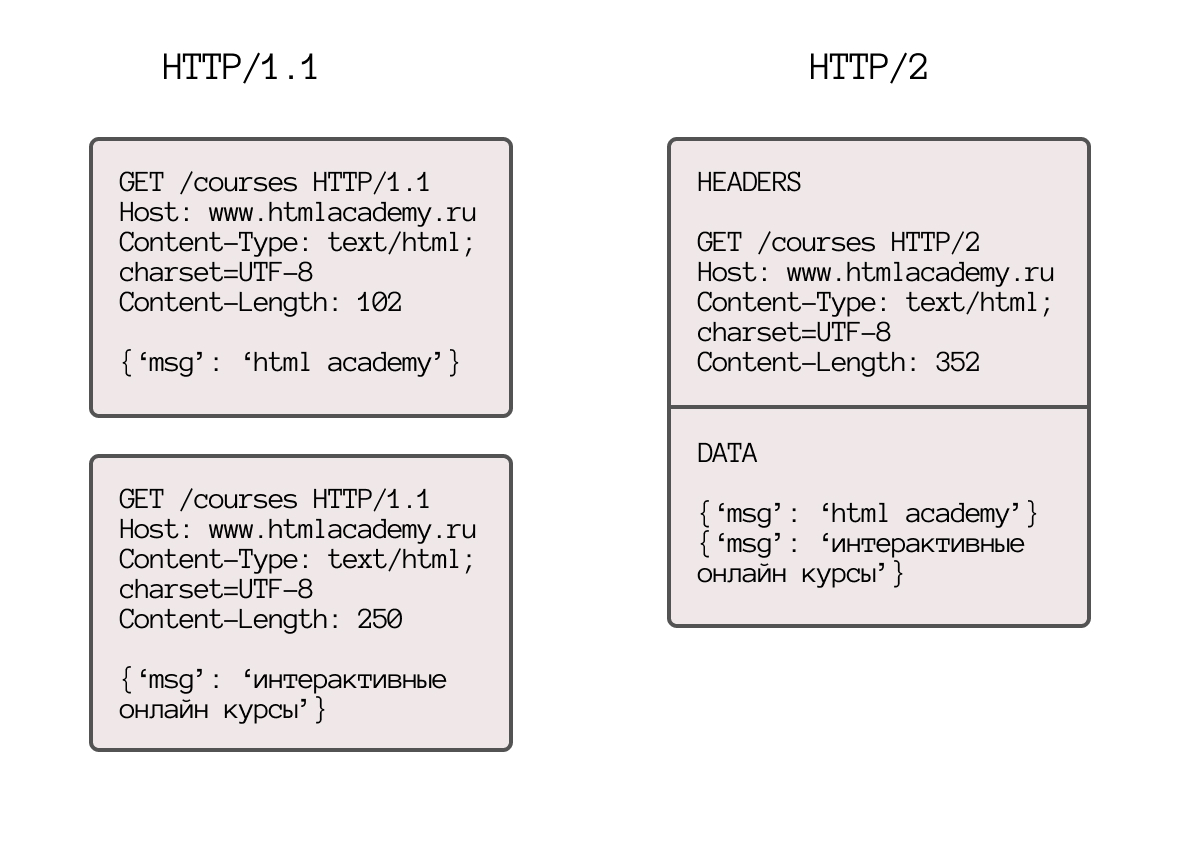 HTTP/1.1
GET /courses HTTP/1.1
Host: www.htmlacademy.ru
Content-Type: text/html;
charset=UTF-8
Content-Length: 102
{‘msg’: ‘html academy’}
GET /courses HTTP/1.1
Host: www.htmlacademy.ru
Content-Type: text/html;
charset=UTF-8
Content-Length: 250
{‘msg’: ‘интерактивные
онлайн курсы’}
HTTP/2
HEADERS
GET /courses HTTP/2
Host: www.htmlacademy.ru
Content-Type: text/html;
charset=UTF-8
Content-Length: 352
DATA
{‘msg’: ‘html academy’}
{‘msg’: ‘интерактивные
онлайн курсы’}